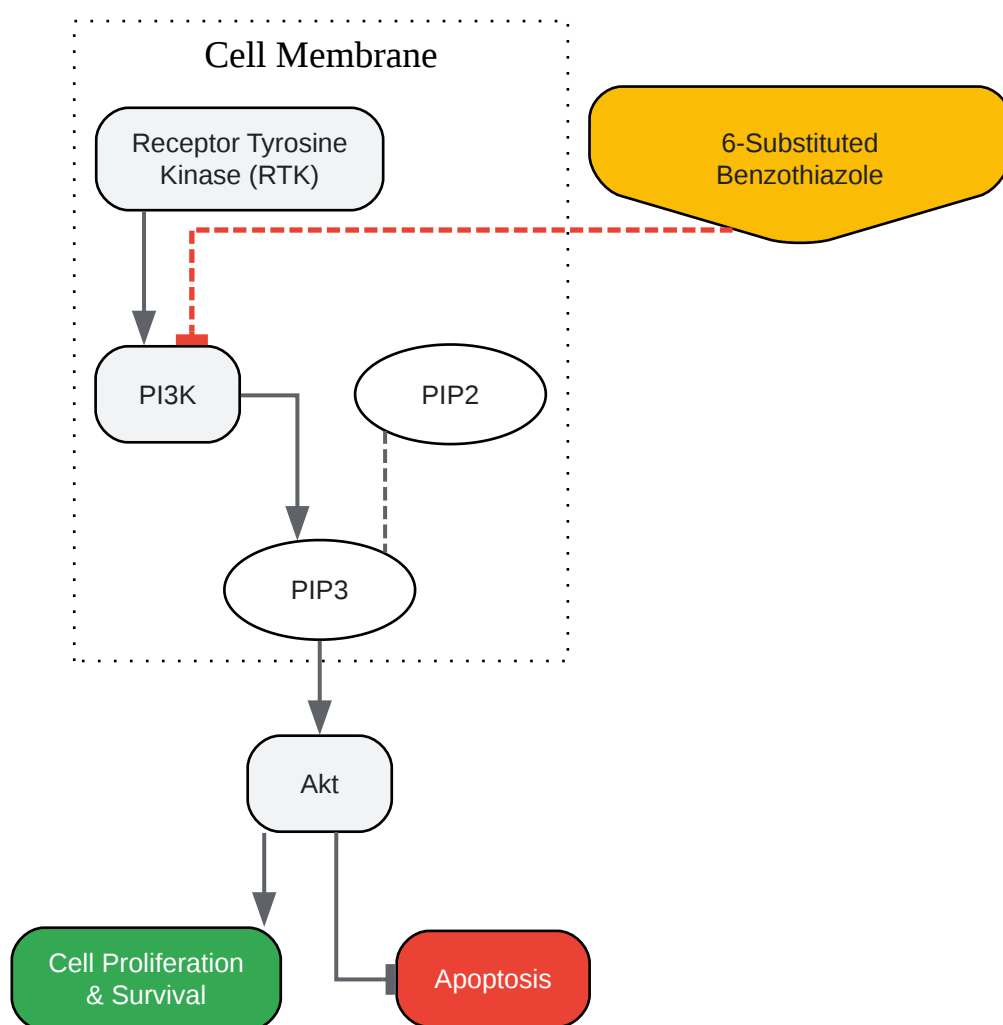 Cell Membrane
Receptor Tyrosine
Kinase (RTK)
6-Substituted
Benzothiazole
PI3K
PIP2
PIP3
Akt
Cell Proliferation
& Survival
Apoptosis